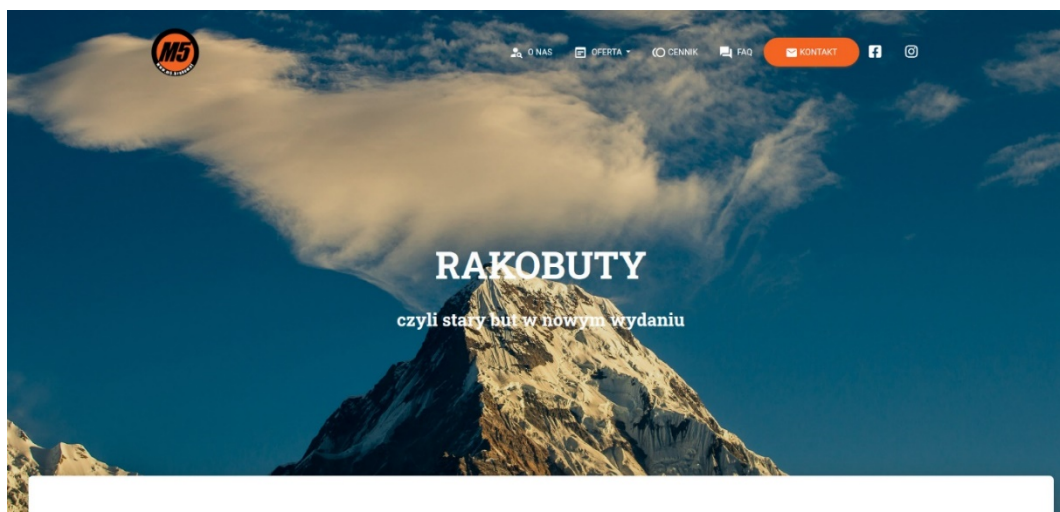 M5
O NAS
OFERTA
CENNIK
FAQ
KONTAKT
RAKOBUTY
czyli stary but w nowym wydaniu